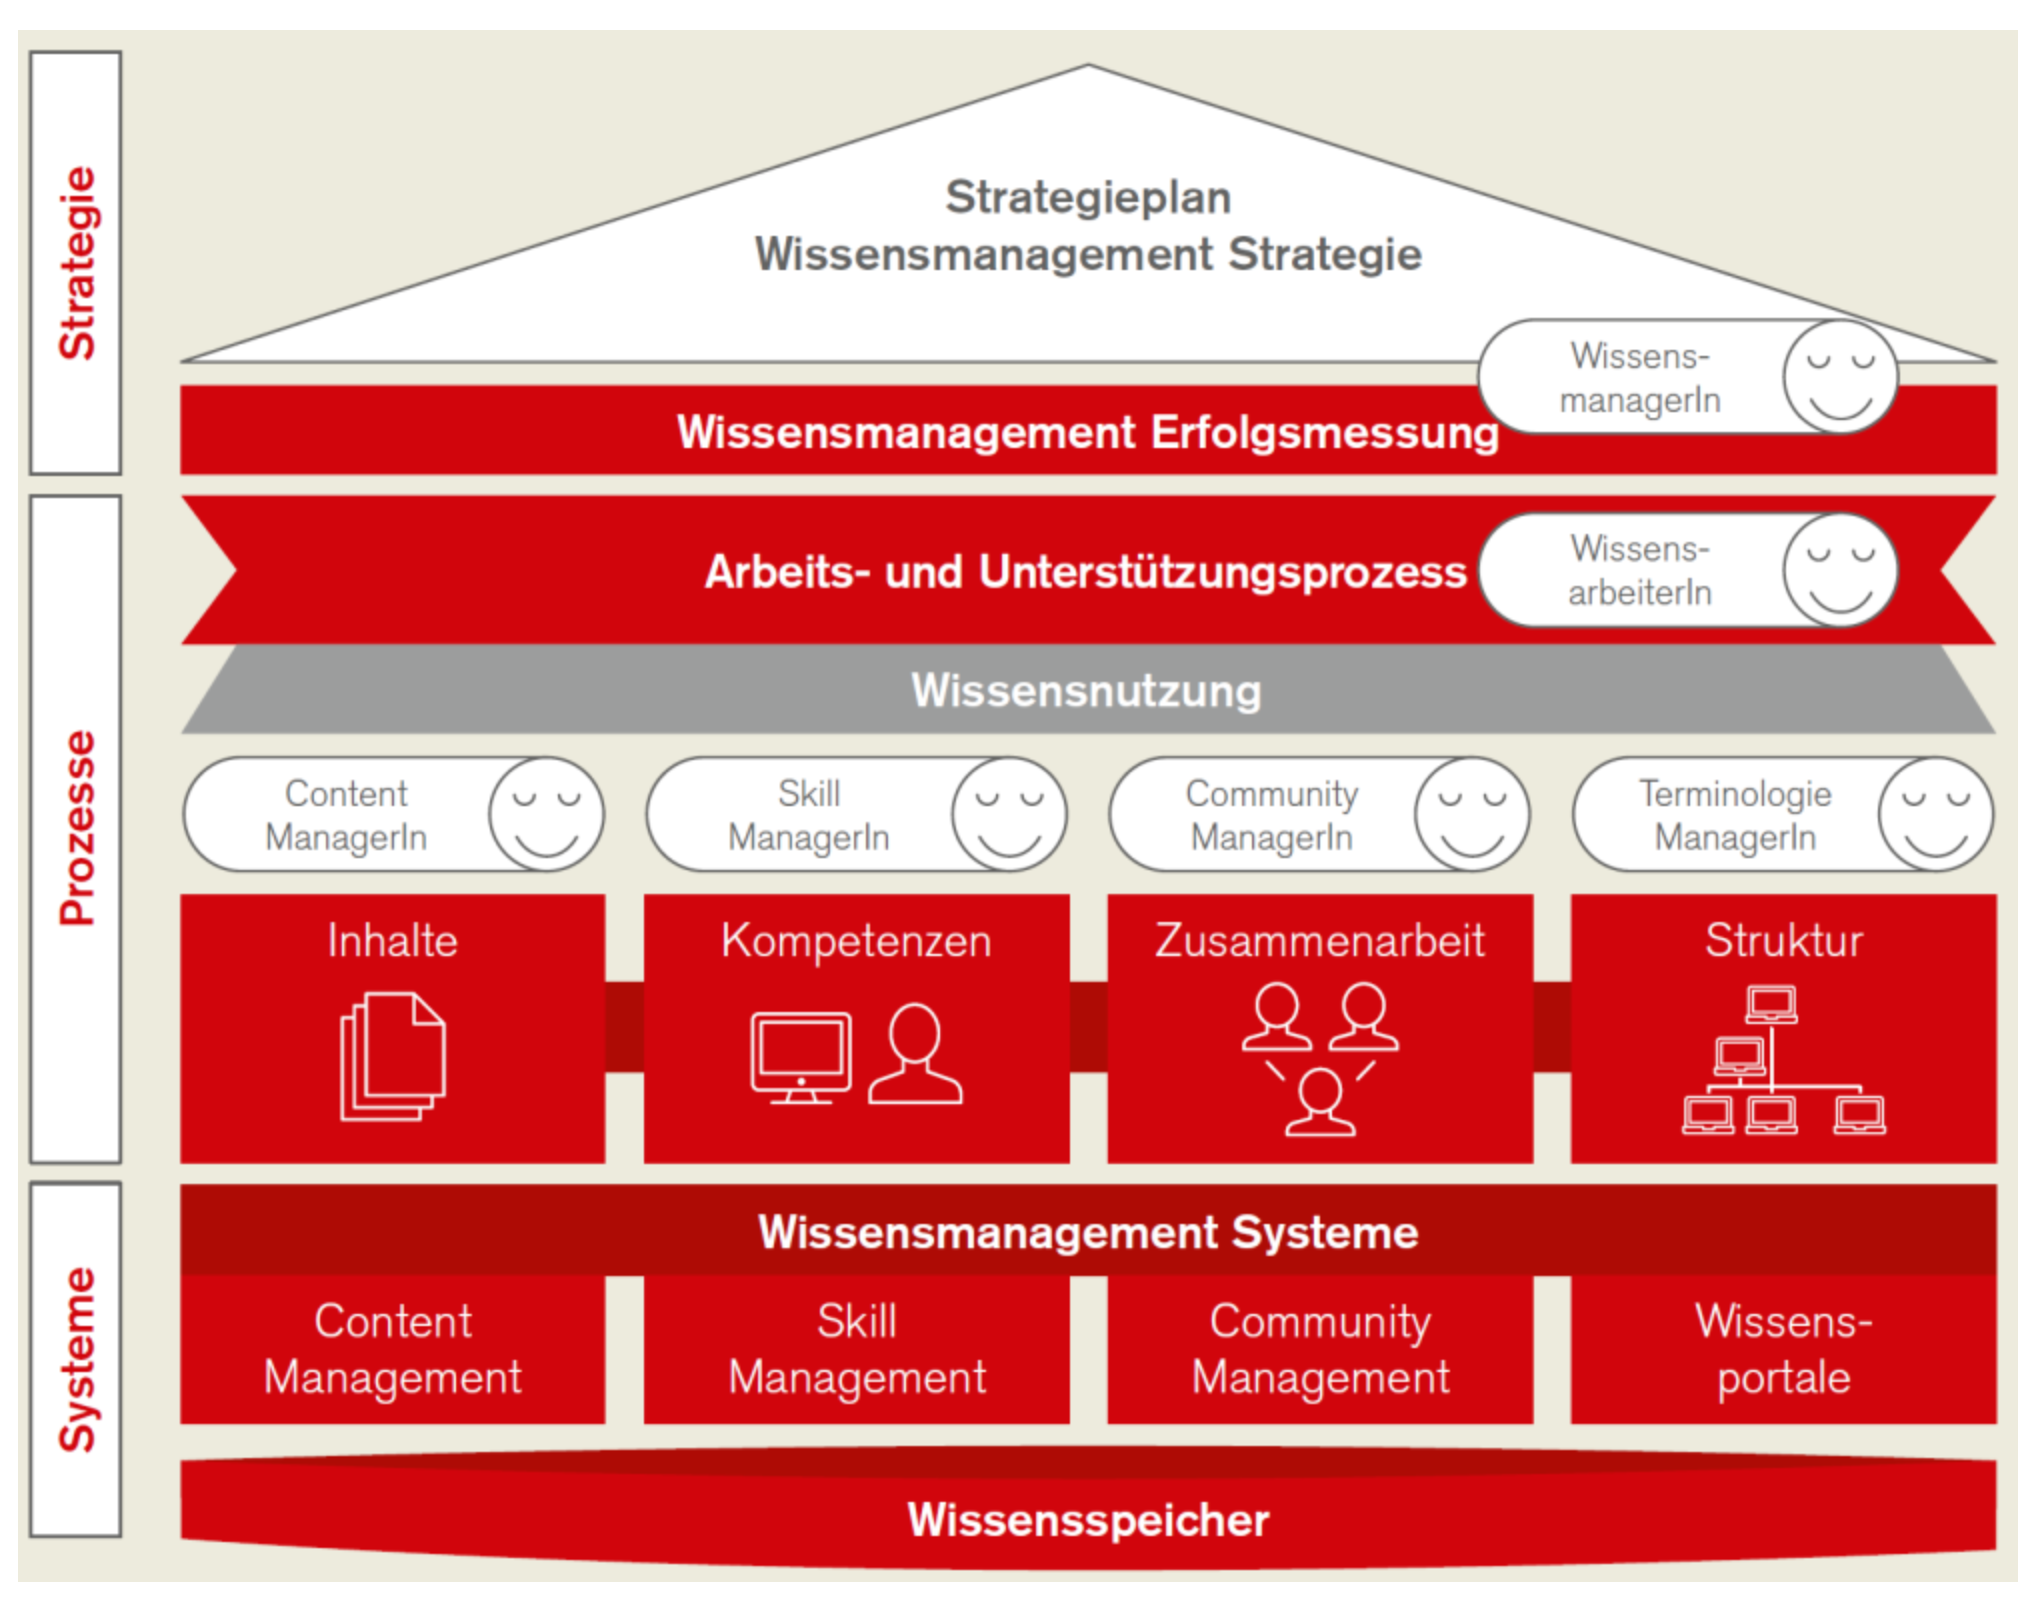 Strategie
Strategieplan
Wissensmanagement Strategie
Wissens-
managerIn
Wissensmanagement Erfolgsmessung
Prozesse
Arbeits- und Unterstützungsprozess
Wissens-
arbeiterIn
Wissensnutzung
Content
ManagerIn
Skill
ManagerIn
Community
ManagerIn
Terminologie
ManagerIn
Inhalte
Kompetenzen
Zusammenarbeit
Struktur
Systeme
Wissensmanagement Systeme
Content
Management
Skill
Management
Community
Management
Wissens-
portale
Wissensspeicher